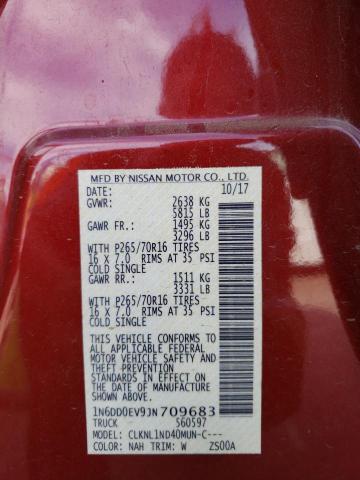 MFD BY NISSAN MOTOR CO., LTD.
DATE: 10/17
GVWR: 2638 KG
5815 LB
GAWR FR.: 1495 KG
3296 LB
WITH P265/70R16 TIRES
16 X 7.0 RIMS AT 35 PSI
COLD SINGLE
GAWR RR.: 1511 KG
3331 LB
WITH P265/70R16 TIRES
16 X 7.0 RIMS AT 35 PSI
COLD SINGLE
THIS VEHICLE CONFORMS TO
ALL APPLICABLE FEDERAL
MOTOR VEHICLE SAFETY
AND THEFT PREVENTION
STANDARDS IN EFFECT ON
THE DATE OF MANUFACTURE
SHOWN ABOVE.
1N6DD0EV9JN709683
TRUCK 560597
MODEL: CLKNL1ND40MUN-C---
COLOR: NAH TRIM: W ZS00A